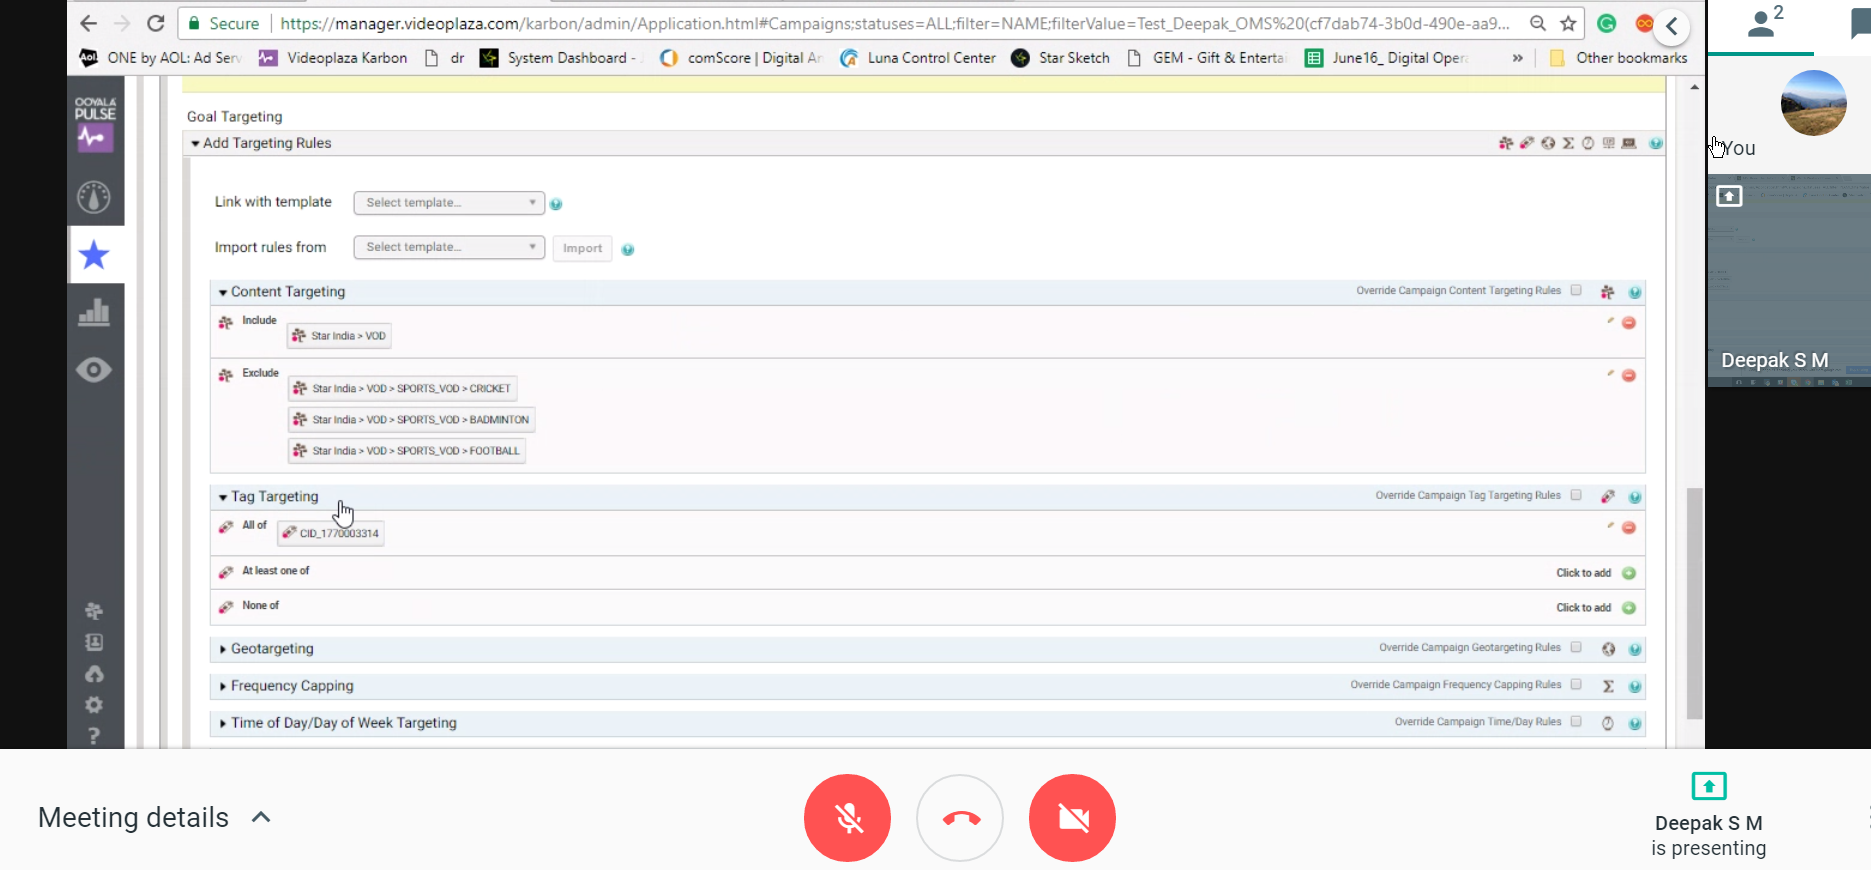 Secure https://manager.videoplaza.com/karbon/admin/Application.html#Campaigns;statuses=ALL;filter=NAME;filterValue=Test_Deepak_OMS%20(cf7dab74-3b0d-490e-aa9...
2
Aol. ONE by AOL: Ad Serv Videoplaza Karbon dr System Dashboard - comScore | Digital An Luna Control Center Star Sketch GEM - Gift & Enterta June16_ Digital Oper » Other bookmarks
OOYALA
PULSE
Goal Targeting
Add Targeting Rules
You
Link with template Select template...
Import rules from Select template... Import
Content Targeting Override Campaign Content Targeting Rules
Include Star India > VOD
Exclude Star India > VOD > SPORTS_VOD > CRICKET
Star India > VOD > SPORTS_VOD > BADMINTON
Star India > VOD > SPORTS_VOD > FOOTBALL
Deepak S M
Tag Targeting Override Campaign Tag Targeting Rules
All of CID_1770003314
At least one of Click to add
None of Click to add
Geotargeting Override Campaign Geotargeting Rules
Frequency Capping Override Campaign Frequency Capping Rules
Time of Day/Day of Week Targeting Override Campaign Time/Day Rules
?
Meeting details
Deepak S M
is presenting